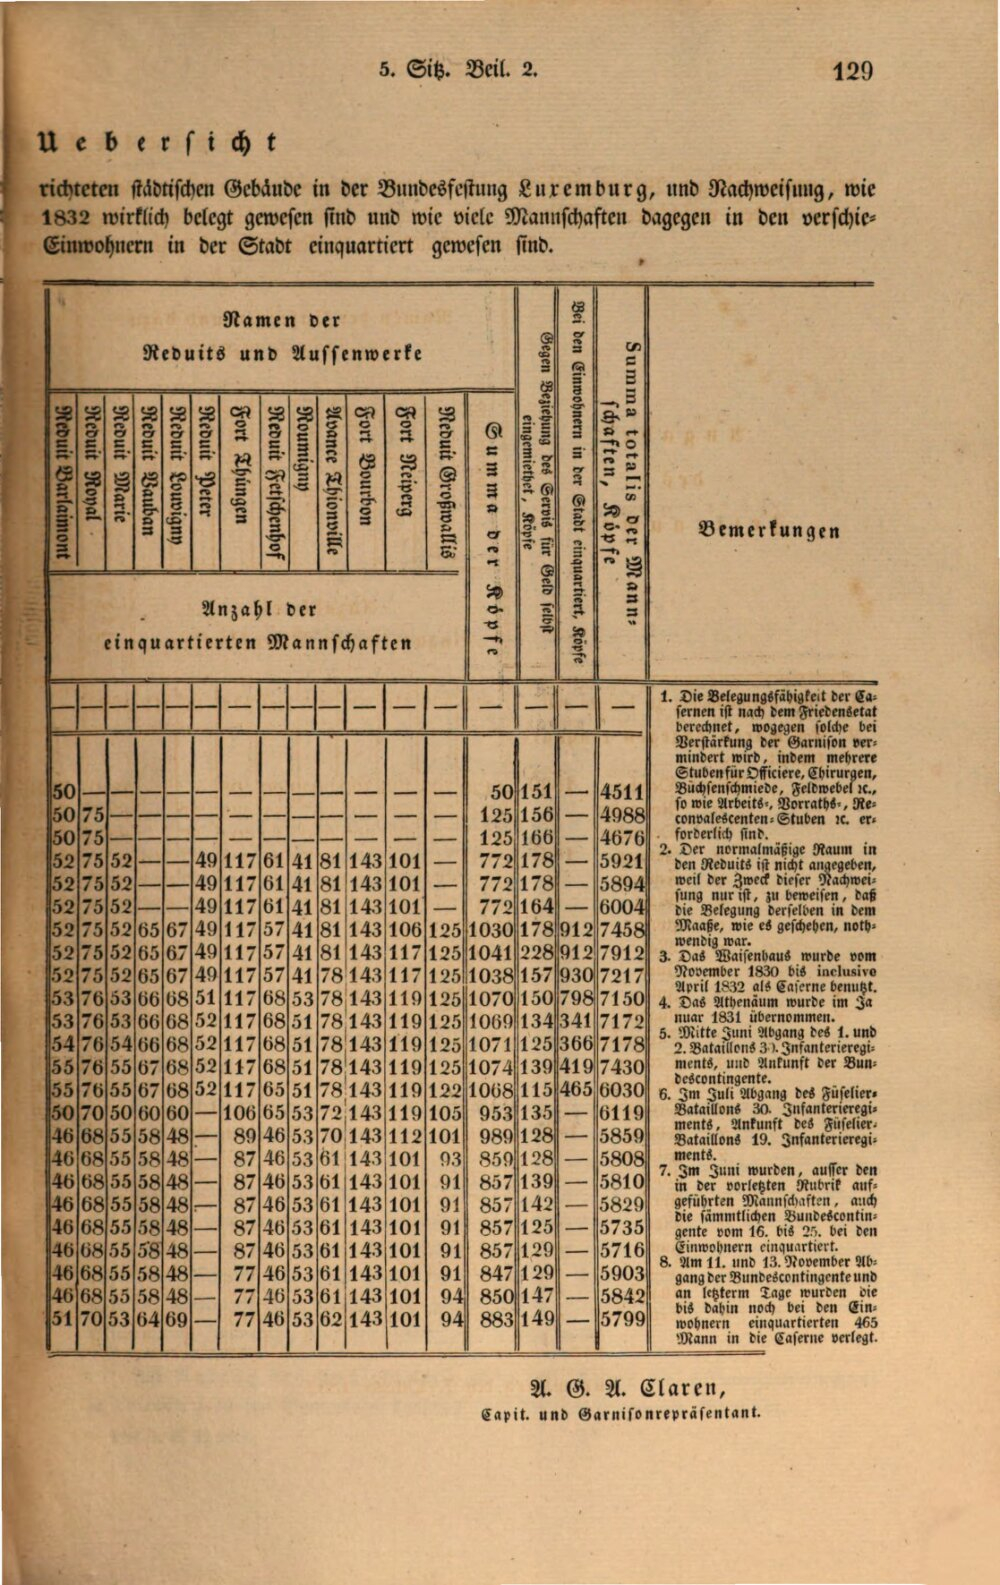 5. Sitz. Beil. 2.
129
Uebersicht
richteten städtischen Gebäude in der Bundesfestung Luxemburg, und Nachweisung, wie
1832 wirklich belegt gewesen sind und wie viele Mannschaften dagegen in den verschie-
Einwohnern in der Stadt einquartiert gewesen sind.
Namen der
Reduits und Aussenwerke
Reduit Barlaimont
Reduit Royal
Reduit Marie
Reduit Vauban
Reduit Louvigny
Reduit Peter
Fort Thüngen
Reduit Fetschenhof
Roumigny
Avance Thionville
Fort Bourbon
Fort Neiperg
Reduit Großwallis
Summa der Köpfe
Gegen Beziehung des Servis für Geld selbst
eingemiethet, Köpfe
Bei den Einwohnern in der Stadt einquartiert, Köpfe
Summa totalis der Mann-
schaften, Köpfe
Bemerkungen
Anzahl der
einquartierten Mannschaften
— — — — — — — — — — — — — — — — —
50 — — — — — — — — — — — — 50 151 — 4511
50 75 — — — — — — — — — — — 125 156 — 4988
50 75 — — — — — — — — — — — 125 166 — 4676
52 75 52 — — 49 117 61 41 81 143 101 — 772 178 — 5921
52 75 52 — — 49 117 61 41 81 143 101 — 772 178 — 5894
52 75 52 — — 49 117 61 41 81 143 101 — 772 164 — 6004
52 75 52 65 67 49 117 57 41 81 143 106 125 1030 178 912 7458
52 75 52 65 67 49 117 57 41 81 143 117 125 1041 228 912 7912
52 75 52 65 67 49 117 57 41 78 143 117 125 1038 157 930 7217
53 76 53 66 68 51 117 68 53 78 143 119 125 1070 150 798 7150
53 76 53 66 68 52 117 68 51 78 143 119 125 1069 134 341 7172
54 76 54 66 68 52 117 68 51 78 143 119 125 1071 125 366 7178
55 76 55 67 68 52 117 68 51 78 143 119 125 1074 139 419 7430
55 76 55 67 68 52 117 65 51 78 143 119 122 1068 115 465 6030
50 70 50 60 60 — 106 65 53 72 143 119 105 953 135 — 6119
46 68 55 58 48 — 89 46 53 70 143 112 101 989 128 — 5859
46 68 55 58 48 — 87 46 53 61 143 101 93 859 128 — 5808
46 68 55 58 48 — 87 46 53 61 143 101 91 857 139 — 5810
46 68 55 58 48 — 87 46 53 61 143 101 91 857 142 — 5829
46 68 55 58 48 — 87 46 53 61 143 101 91 857 125 — 5735
46 68 55 58 48 — 87 46 53 61 143 101 91 857 129 — 5716
46 68 55 58 48 — 77 46 53 61 143 101 91 847 129 — 5903
46 68 55 58 48 — 77 46 53 61 143 101 94 850 147 — 5842
51 70 53 64 69 — 77 46 53 62 143 101 94 883 149 — 5799
1. Die Belegungsfähigkeit der Ca-
sernen ist nach dem Friedensetat
berechnet, wogegen solche bei
Verstärkung der Garnison ver-
mindert wird, indem mehrere
Stuben für Officiere, Chirurgen,
Büchsenschmiede, Feldwebel ꝛc.,
so wie Arbeits-, Vorraths-, Re-
convalescenten-Stuben ꝛc. er-
forderlich sind.
2. Der normalmäßige Raum in
den Reduits ist nicht angegeben,
weil der Zweck dieser Nachwei-
sung nur ist, zu beweisen, daß
die Belegung derselben in dem
Maaße, wie es geschehen, noth-
wendig war.
3. Das Waisenhaus wurde vom
November 1830 bis inclusive
April 1832 als Caserne benutzt.
4. Das Athenäum wurde im Ja
nuar 1831 übernommen.
5. Mitte Juni Abgang des 1. und
2. Bataillons 30. Infanterieregi-
ments, und Ankunft der Bun-
descontingente.
6. Im Juli Abgang des Füselier-
Bataillons 30. Infanterieregi-
ments, Ankunft des Füselier-
Bataillons 19. Infanterieregi-
ments.
7. Im Juni wurden, ausser den
in der vorletzten Rubrik auf-
geführten Mannschaften, auch
die sämmtlichen Bundescontin-
gente vom 16. bis 25. bei den
Einwohnern einquartiert.
8. Am 11. und 13. November Ab-
gang der Bundescontingente und
an letzterm Tage wurden die
bis dahin noch bei den Ein-
wohnern einquartierten 465
Mann in die Caserne verlegt.
A. G. A. Claren,
Capit. und Garnisonrepräsentant.